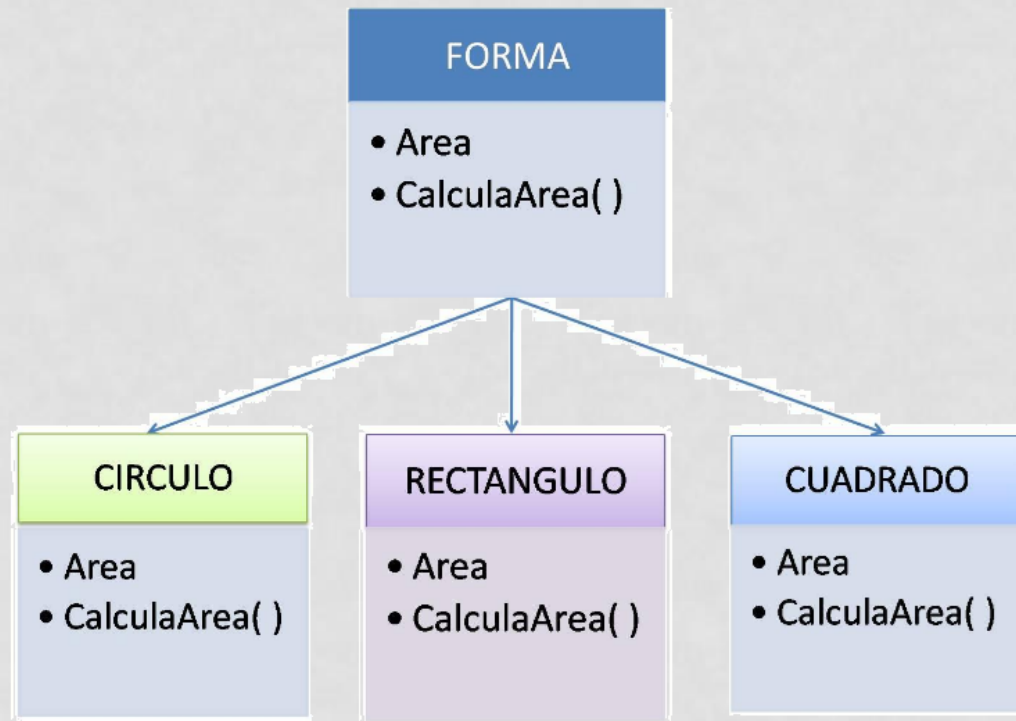 FORMA
• Area
• CalculaArea( )
CIRCULO
• Area
• CalculaArea( )
RECTANGULO
• Area
• CalculaArea( )
CUADRADO
• Area
• CalculaArea( )